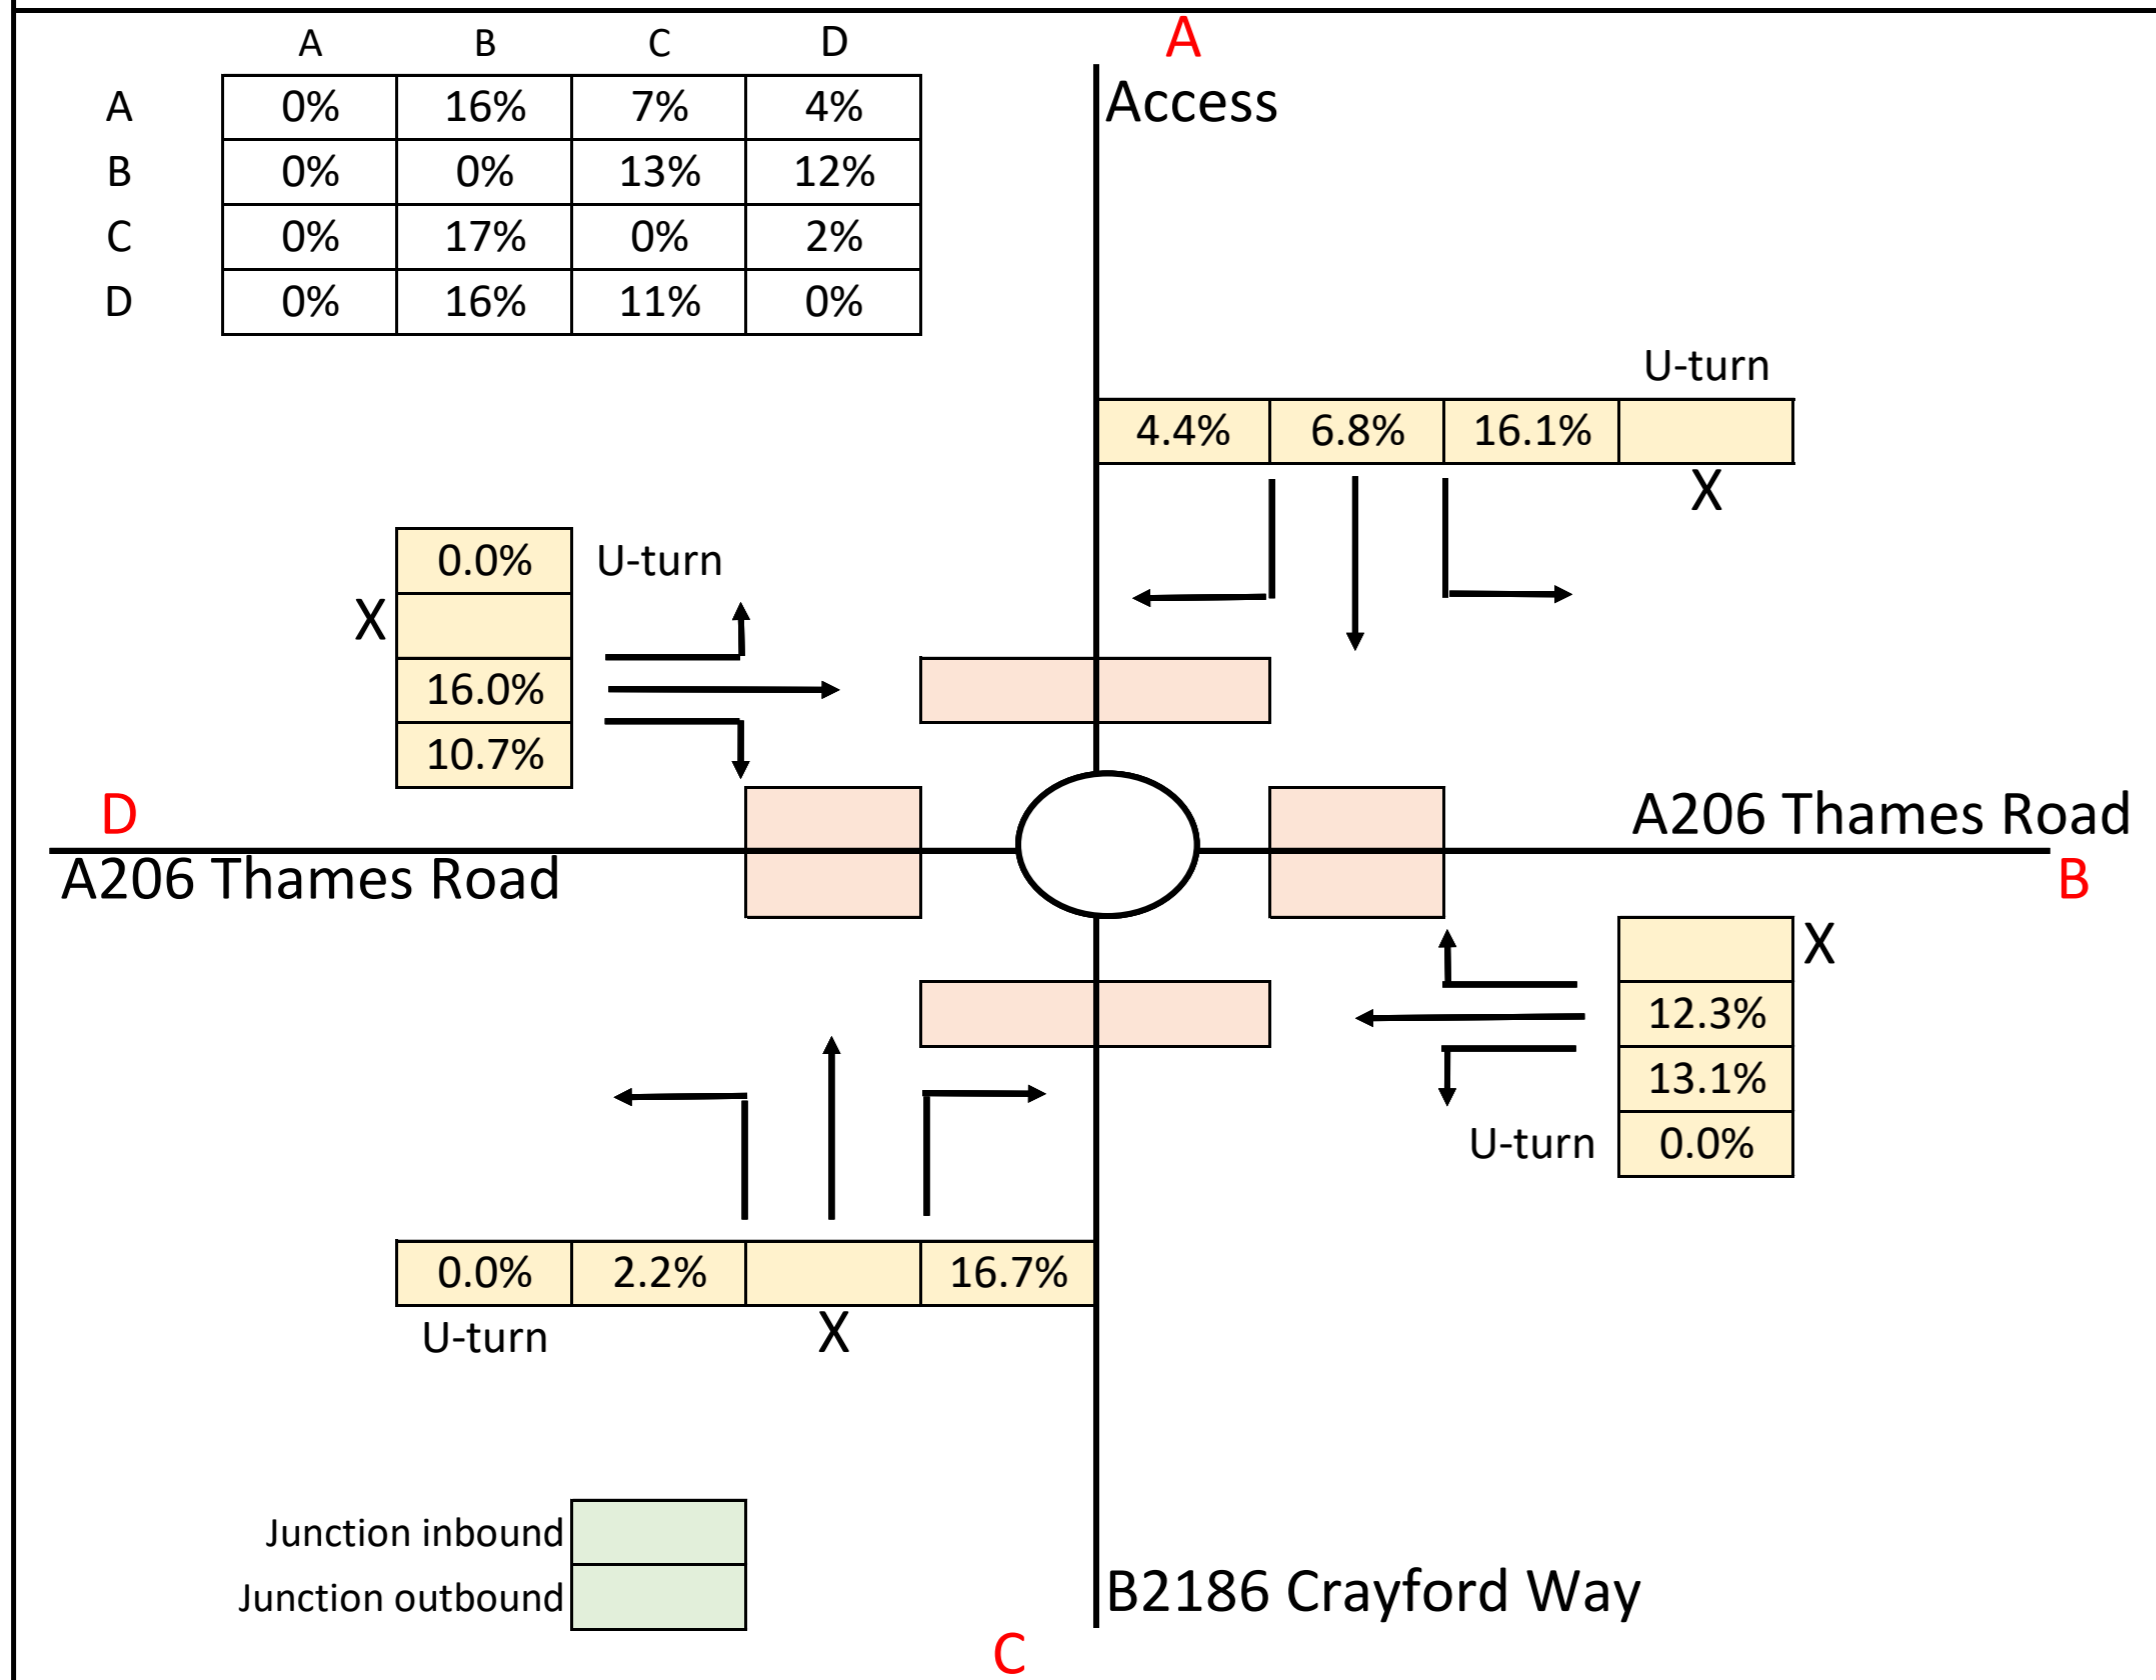 A B C D
A 0% 16% 7% 4%
B 0% 0% 13% 12%
C 0% 17% 0% 2%
D 0% 16% 11% 0%
A
Access
U-turn
4.4% 6.8% 16.1%
X
0.0% U-turn
X
16.0%
10.7%
D
A206 Thames Road
A206 Thames Road
B
X
12.3%
13.1%
U-turn 0.0%
0.0% 2.2% 16.7%
U-turn X
Junction inbound
Junction outbound
B2186 Crayford Way
C